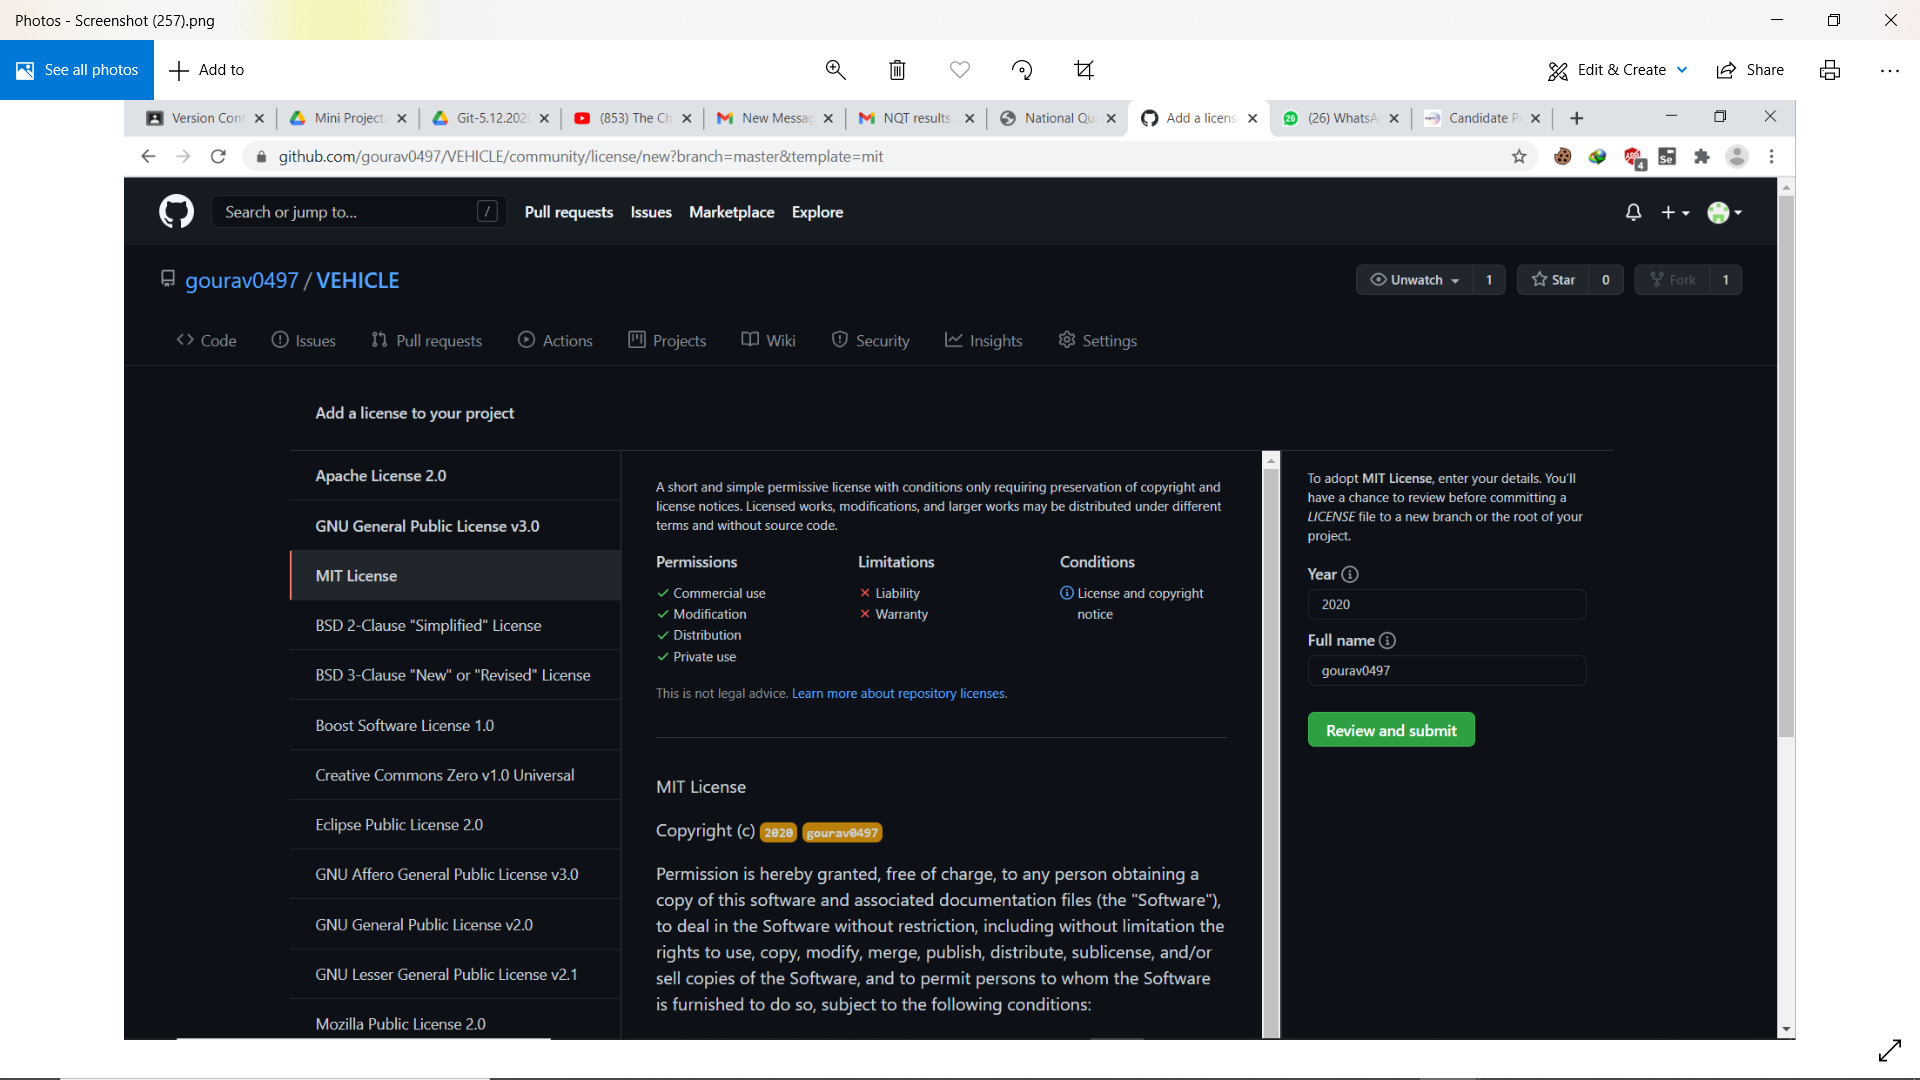 Photos - Screenshot (257).png
See all photos
Add to
Edit & Create
Share
Version Cont
Mini Project.
Git-5.12.202
(853) The Ch
New Messag
NQT results
National Qu
Add a licens
26
(26) WhatsA
Candidate P
github.com/gourav0497/VEHICLE/community/license/new?branch=master&template=mit
4
Se
Search or jump to...
/
Pull requests
Issues
Marketplace
Explore
gourav0497 / VEHICLE
Unwatch
1
Star
0
Fork
1
Code
Issues
Pull requests
Actions
Projects
Wiki
Security
Insights
Settings
Add a license to your project
Apache License 2.0
GNU General Public License v3.0
MIT License
BSD 2-Clause "Simplified" License
BSD 3-Clause "New" or "Revised" License
Boost Software License 1.0
Creative Commons Zero v1.0 Universal
Eclipse Public License 2.0
GNU Affero General Public License v3.0
GNU General Public License v2.0
GNU Lesser General Public License v2.1
Mozilla Public License 2.0
A short and simple permissive license with conditions only requiring preservation of copyright and
license notices. Licensed works, modifications, and larger works may be distributed under different
terms and without source code.
Permissions
Commercial use
Modification
Distribution
Private use
Limitations
Liability
Warranty
Conditions
License and copyright
notice
This is not legal advice. Learn more about repository licenses.
MIT License
Copyright (c) 2020 gourav0497
Permission is hereby granted, free of charge, to any person obtaining a
copy of this software and associated documentation files (the "Software"),
to deal in the Software without restriction, including without limitation the
rights to use, copy, modify, merge, publish, distribute, sublicense, and/or
sell copies of the Software, and to permit persons to whom the Software
is furnished to do so, subject to the following conditions:
To adopt MIT License, enter your details. You'll
have a chance to review before committing a
LICENSE file to a new branch or the root of your
project.
Year
2020
Full name
gourav0497
Review and submit